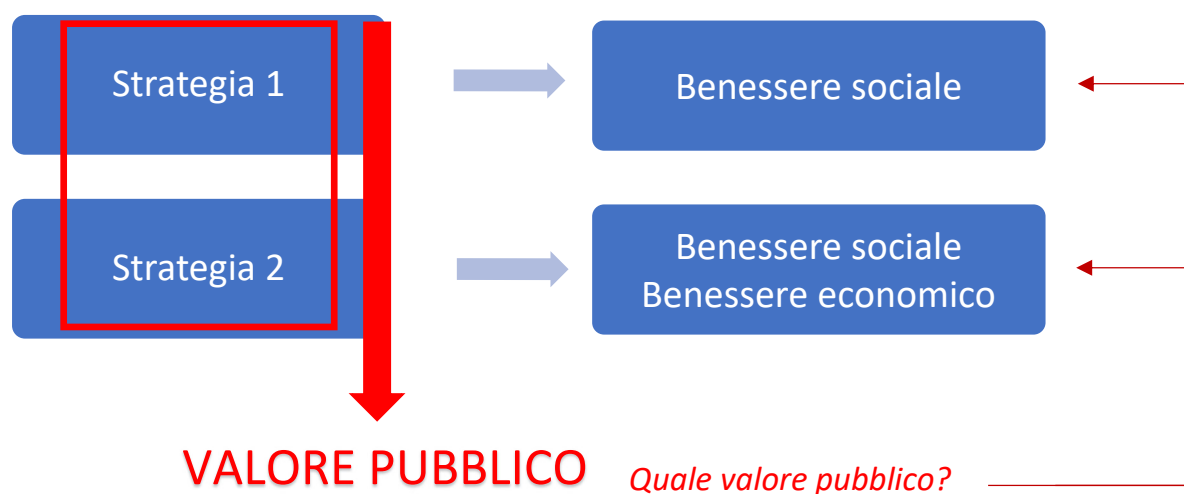 Strategia 1
Benessere sociale
Strategia 2
Benessere sociale
Benessere economico
VALORE PUBBLICO
Quale valore pubblico?